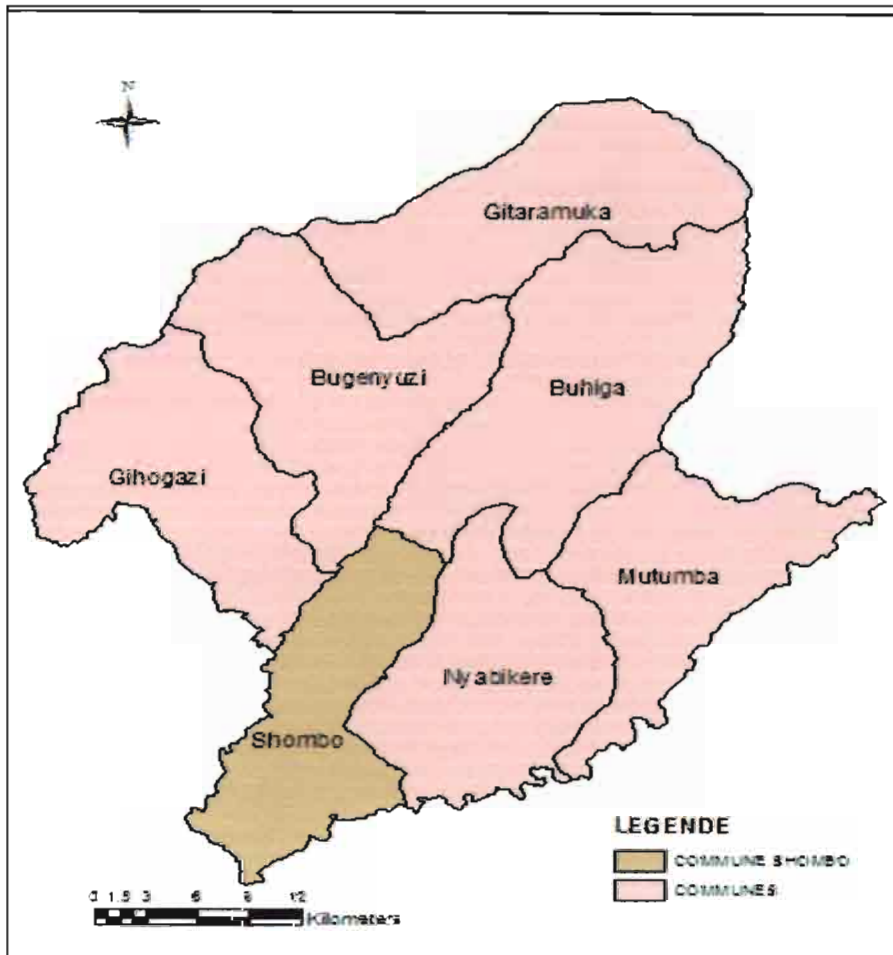 N
Gitaramuka
Bugenyuzi
Buhiga
Gihogazi
Mutumba
Nyabikere
Shombo
LEGENDE
COMMUNE SHOMBO
COMMUNES
0 1.5 3 6 9 12
Kilometers